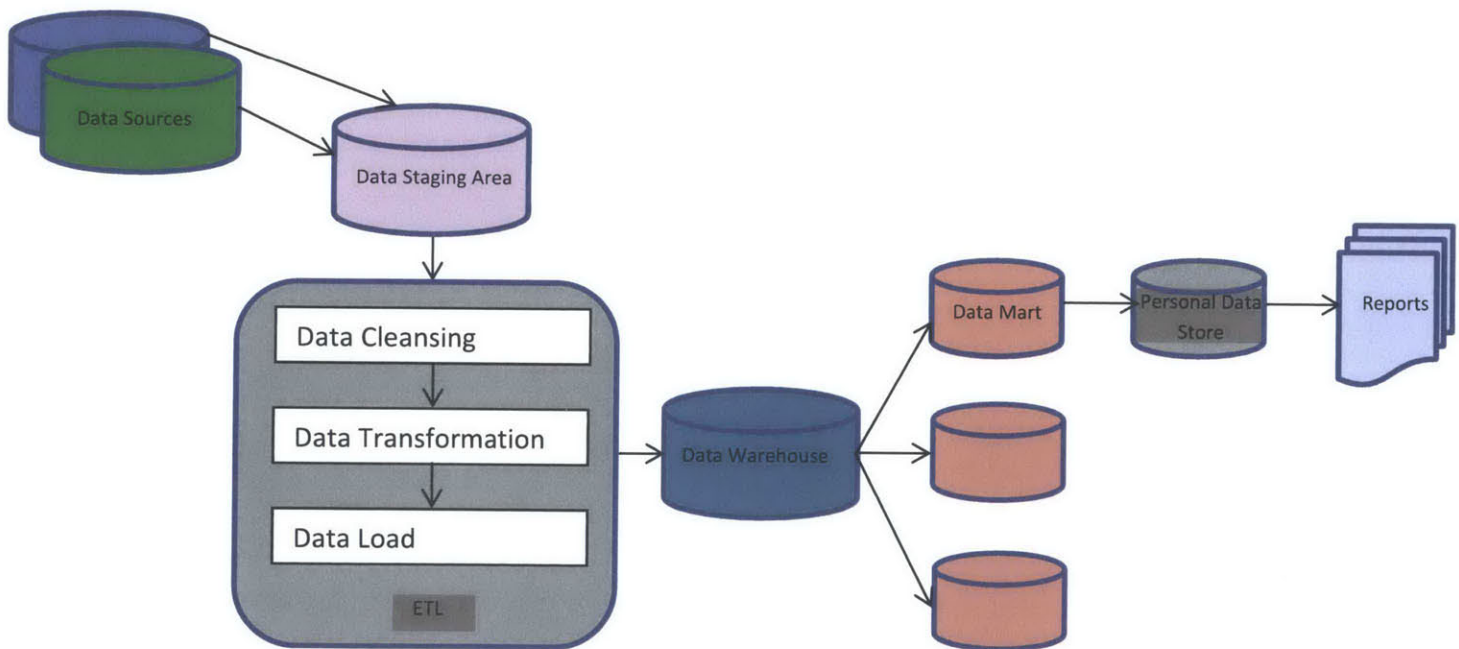 Data Sources
Data Staging Area
Data Cleansing
Data Transformation
Data Load
ETL
Data Warehouse
Data Mart
Personal Data
Store
Reports